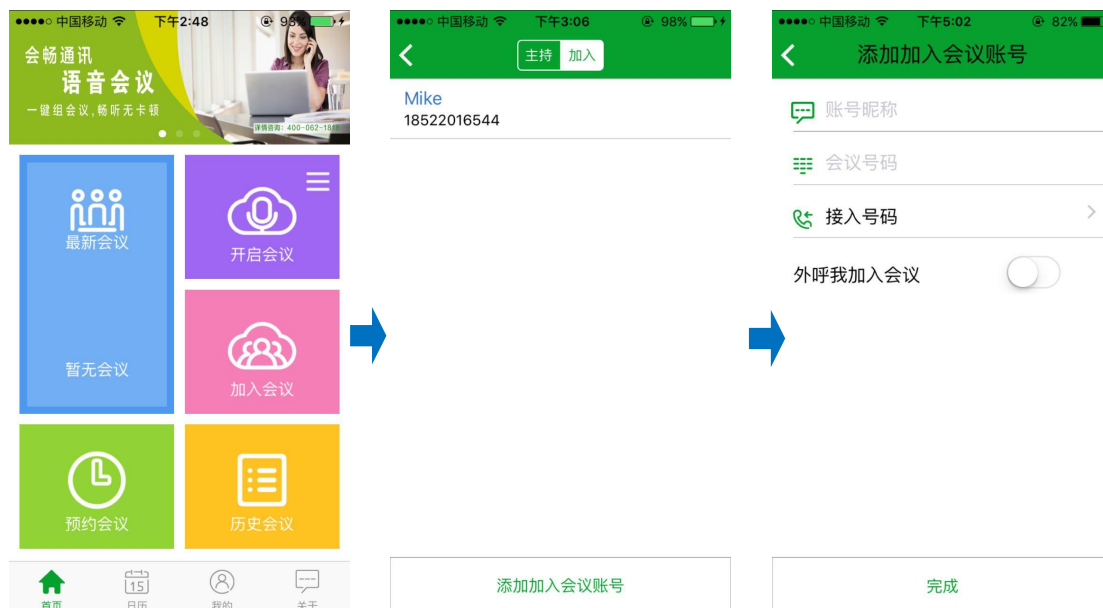 中国移动 下午2:48 93%
会畅通讯
语音会议
一键组会议,畅听无卡顿
最新会议
暂无会议
开启会议
加入会议
预约会议
历史会议
首页
15
日历
我的
关于
中国移动 下午3:06 98%
主持 加入
Mike
18522016544
添加加入会议账号
中国移动 下午5:02 82%
添加加入会议账号
账号昵称
会议号码
接入号码
外呼我加入会议
完成